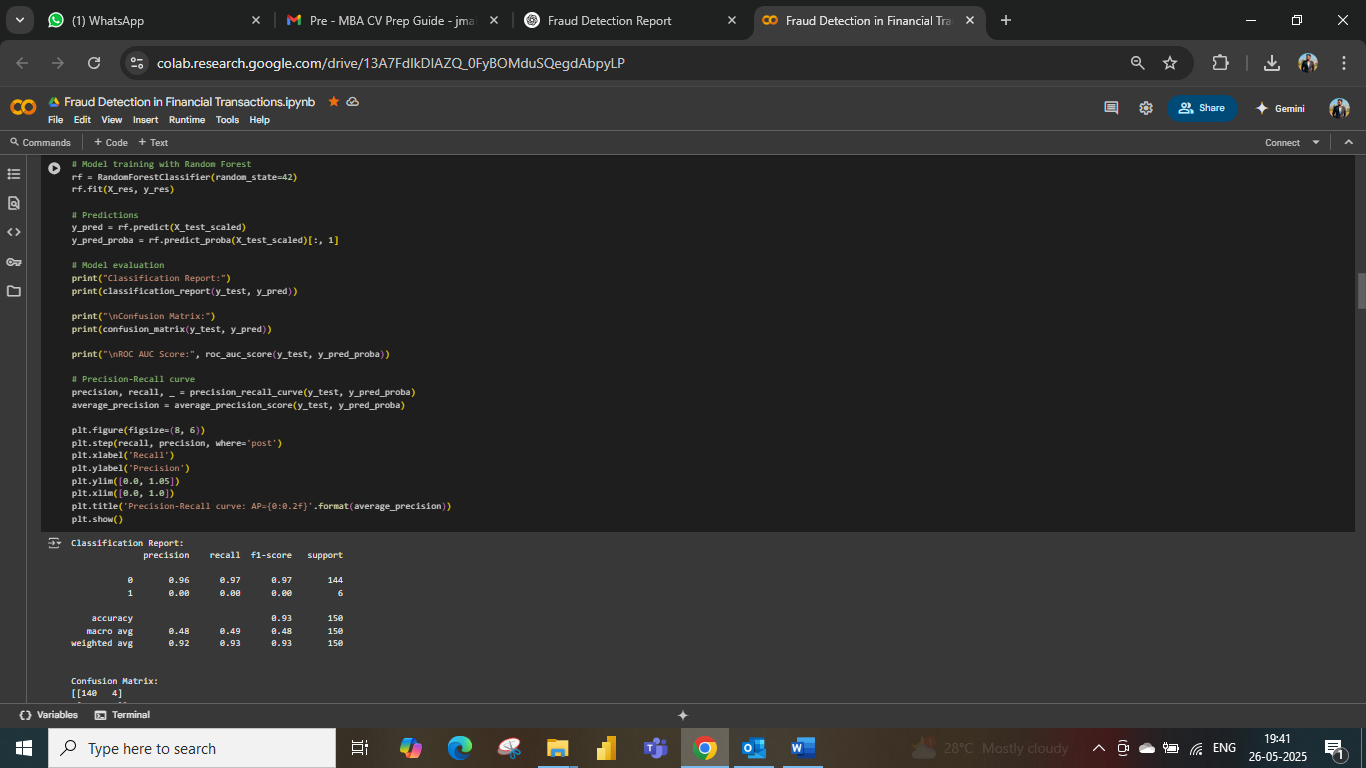 (1) WhatsApp
Pre - MBA CV Prep Guide - jma
Fraud Detection Report
Fraud Detection in Financial Tra
colab.research.google.com/drive/13A7FdIkDIAZQ_0FyBOMduSQegdAbpyLP
Fraud Detection in Financial Transactions.ipynb
File Edit View Insert Runtime Tools Help
Share
Gemini
Commands + Code + Text
Connect
# Model training with Random Forest
rf = RandomForestClassifier(random_state=42)
rf.fit(X_res, y_res)
# Predictions
y_pred = rf.predict(X_test_scaled)
y_pred_proba = rf.predict_proba(X_test_scaled)[:, 1]
# Model evaluation
print("Classification Report:")
print(classification_report(y_test, y_pred))
print("\nConfusion Matrix:")
print(confusion_matrix(y_test, y_pred))
print("\nROC AUC Score:", roc_auc_score(y_test, y_pred_proba))
# Precision-Recall curve
precision, recall, _ = precision_recall_curve(y_test, y_pred_proba)
average_precision = average_precision_score(y_test, y_pred_proba)
plt.figure(figsize=(8, 6))
plt.step(recall, precision, where='post')
plt.xlabel('Recall')
plt.ylabel('Precision')
plt.ylim([0.0, 1.05])
plt.xlim([0.0, 1.0])
plt.title('Precision-Recall curve: AP={0:0.2f}'.format(average_precision))
plt.show()
Classification Report:
precision recall f1-score support
0 0.96 0.97 0.97 144
1 0.00 0.00 0.00 6
accuracy 0.93 150
macro avg 0.48 0.49 0.48 150
weighted avg 0.92 0.93 0.93 150
Confusion Matrix:
[[140 4]
Variables Terminal
Type here to search
28°C Mostly cloudy
ENG
19:41
26-05-2025
1